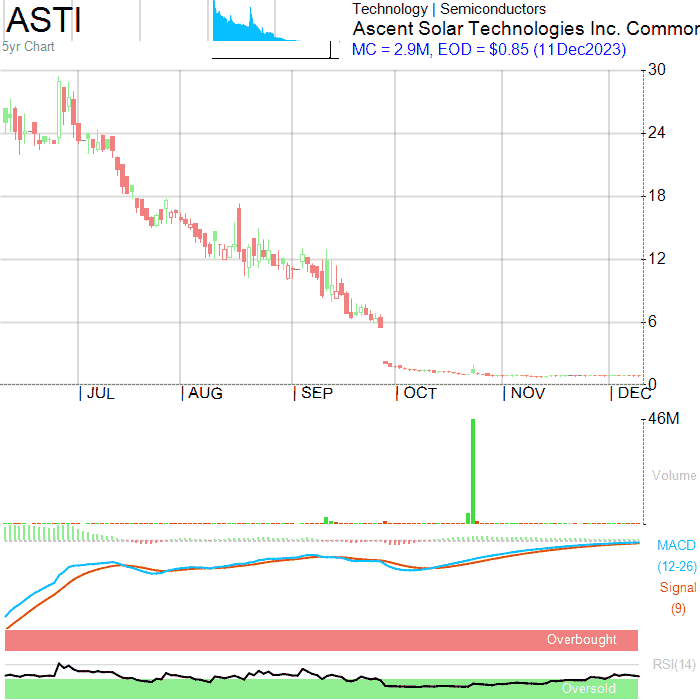 ASTI
5yr Chart
Technology | Semiconductors
Ascent Solar Technologies Inc. Common
MC = 2.9M, EOD = $0.85 (11Dec2023)
30
24
18
12
6
0
JUL
AUG
SEP
OCT
NOV
DEC
46M
Volume
MACD
(12-26)
Signal
(9)
Overbought
RSI(14)
Oversold